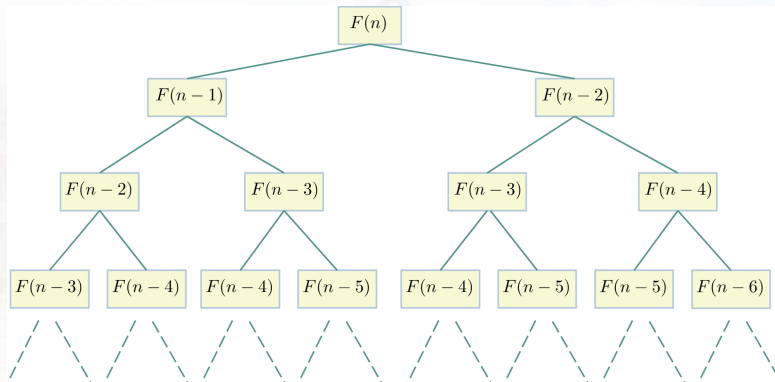 F(n)
F(n − 1) F(n − 2)
F(n − 2) F(n − 3) F(n − 3) F(n − 4)
F(n − 3) F(n − 4) F(n − 4) F(n − 5) F(n − 4) F(n − 5) F(n − 5) F(n − 6)